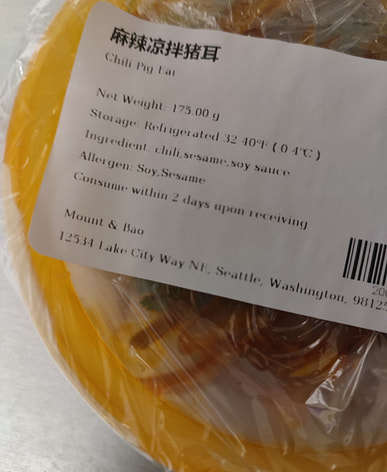 麻辣凉拌猪耳
Chili Pig Ear
Net Weight: 175.00 g
Storage: Refrigerated 32 40°F ( 0 4℃ )
Ingredient: chili,sesame,soy sauce
Allergen: Soy,Sesame
Consume within 2 days upon receiving
Mount & Bao
12534 Lake City Way NE, Seattle, Washington, 98125
200